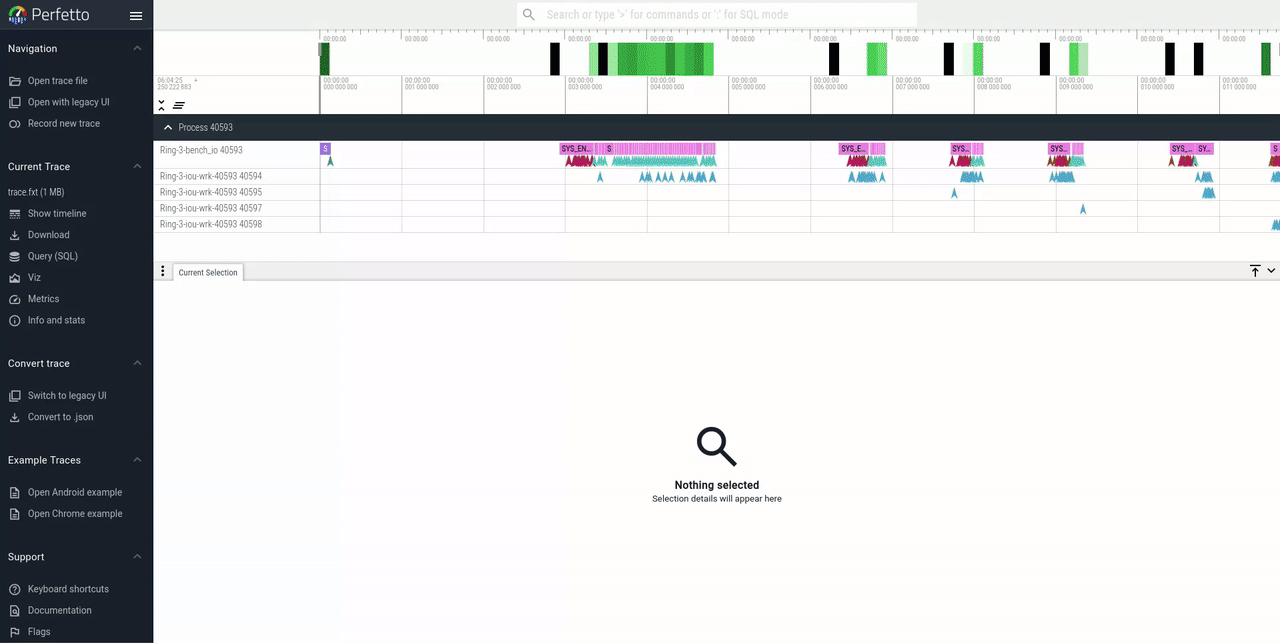 Perfetto
Search or type '>' for commands or ':' for SQL mode
Navigation
Open trace file
Open with legacy UI
Record new trace
Current Trace
trace.fxt (1 MB)
Show timeline
Download
Query (SQL)
Viz
Metrics
Info and stats
Convert trace
Switch to legacy UI
Convert to .json
Example Traces
Open Android example
Open Chrome example
Support
Keyboard shortcuts
Documentation
Flags
00:00:00 00:00:00 00:00:00 00:00:00 00:00:00 00:00:00 00:00:00 00:00:00 00:00:00 00:00:00 00:00:00 00:00:00
06:04:25 +
250 222 883
00:00:00 00:00:00 00:00:00 00:00:00 00:00:00 00:00:00 00:00:00 00:00:00 00:00:00 00:00:00 00:00:00 00:00:00
000 000 000 001 000 000 002 000 000 003 000 000 004 000 000 005 000 000 006 000 000 007 000 000 008 000 000 009 000 000 010 000 000 011 000 000
Process 40593
Ring-3-bench_io 40593
S SYS_EN... S SYS_E... SYS... SYS... SYS_... SY... S
Ring-3-iou-wrk-40593 40594
Ring-3-iou-wrk-40593 40595
Ring-3-iou-wrk-40593 40597
Ring-3-iou-wrk-40593 40598
Current Selection
Nothing selected
Selection details will appear here